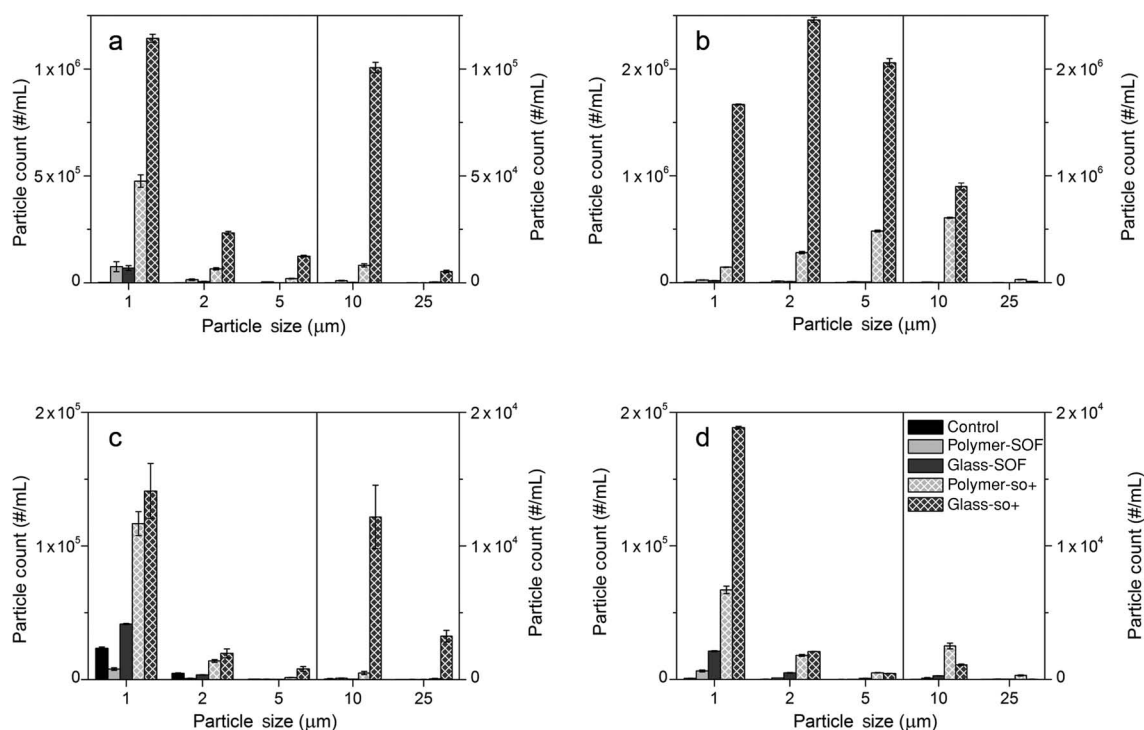 a
Particle count (#/mL)
1 x 10⁶
5 x 10⁵
0
1 x 10⁵
5 x 10⁴
0
Particle count (#/mL)
1 2 5 10 25
Particle size (µm)
b
Particle count (#/mL)
2 x 10⁶
1 x 10⁶
0
2 x 10⁶
1 x 10⁶
0
Particle count (#/mL)
1 2 5 10 25
Particle size (µm)
c
Particle count (#/mL)
2 x 10⁵
1 x 10⁵
0
2 x 10⁴
1 x 10⁴
0
Particle count (#/mL)
1 2 5 10 25
Particle size (µm)
d
Particle count (#/mL)
2 x 10⁵
1 x 10⁵
0
Control
Polymer-SOF
Glass-SOF
Polymer-so+
Glass-so+
2 x 10⁴
1 x 10⁴
0
Particle count (#/mL)
1 2 5 10 25
Particle size (µm)